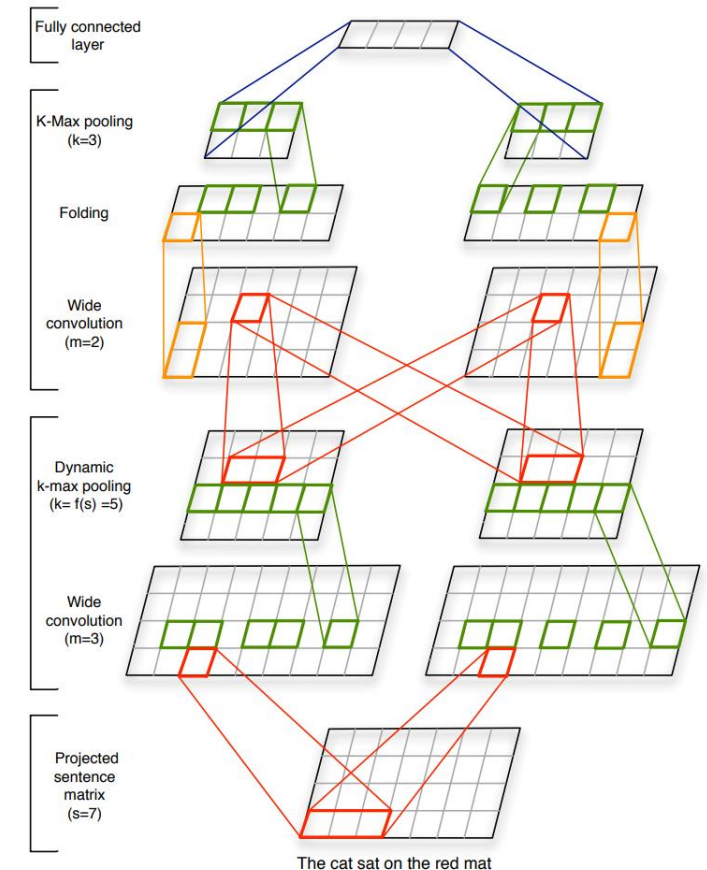 Fully connected
layer
K-Max pooling
(k=3)
Folding
Wide
convolution
(m=2)
Dynamic
k-max pooling
(k= f(s) =5)
Wide
convolution
(m=3)
Projected
sentence
matrix
(s=7)
The cat sat on the red mat